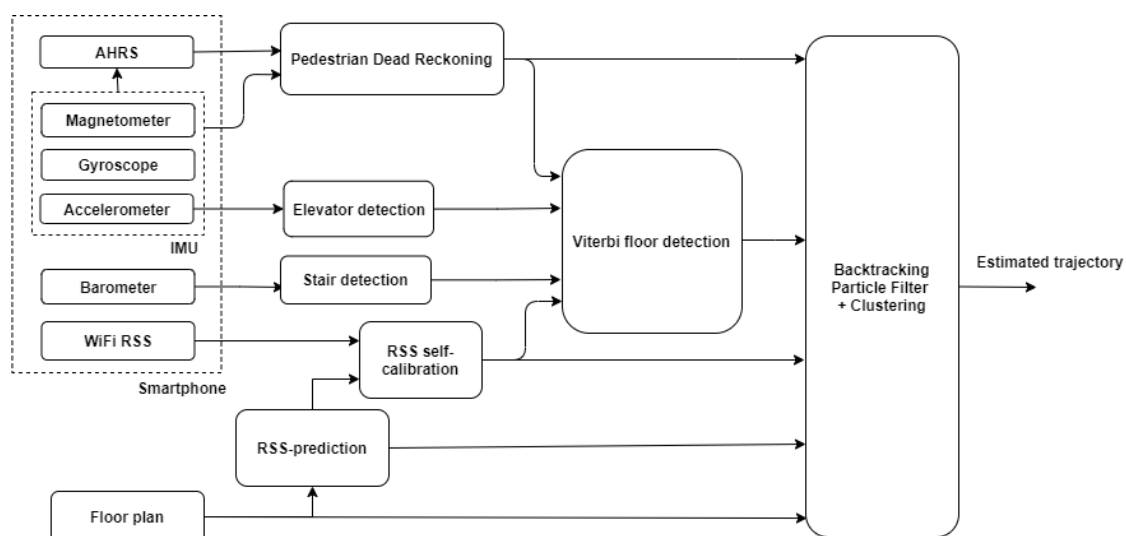 AHRS
Pedestrian Dead Reckoning
Magnetometer
Gyroscope
Accelerometer
IMU
Elevator detection
Viterbi floor detection
Barometer
Stair detection
WiFi RSS
RSS self-
calibration
Smartphone
RSS-prediction
Floor plan
Backtracking
Particle Filter
+ Clustering
Estimated trajectory